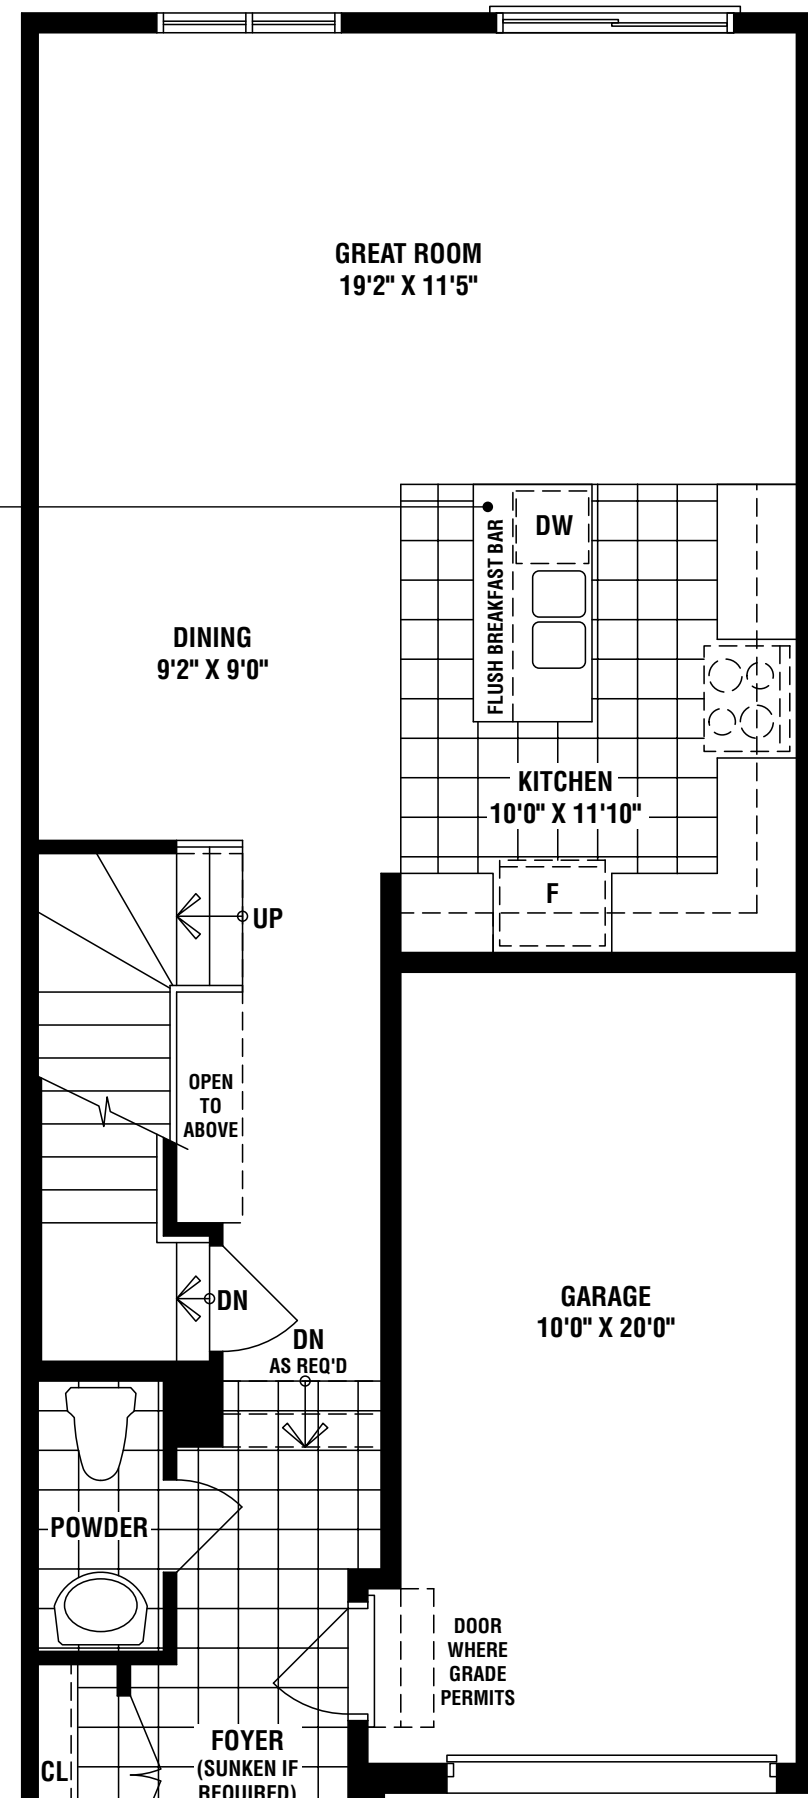 GREAT ROOM
19'2" X 11'5"
DW
FLUSH BREAKFAST BAR
DINING
9'2" X 9'0"
KITCHEN
10'0" X 11'10"
F
UP
OPEN
TO
ABOVE
DN
GARAGE
10'0" X 20'0"
DN
AS REQ'D
POWDER
DOOR
WHERE
GRADE
PERMITS
FOYER
(SUNKEN IF
REQUIRED)
CL